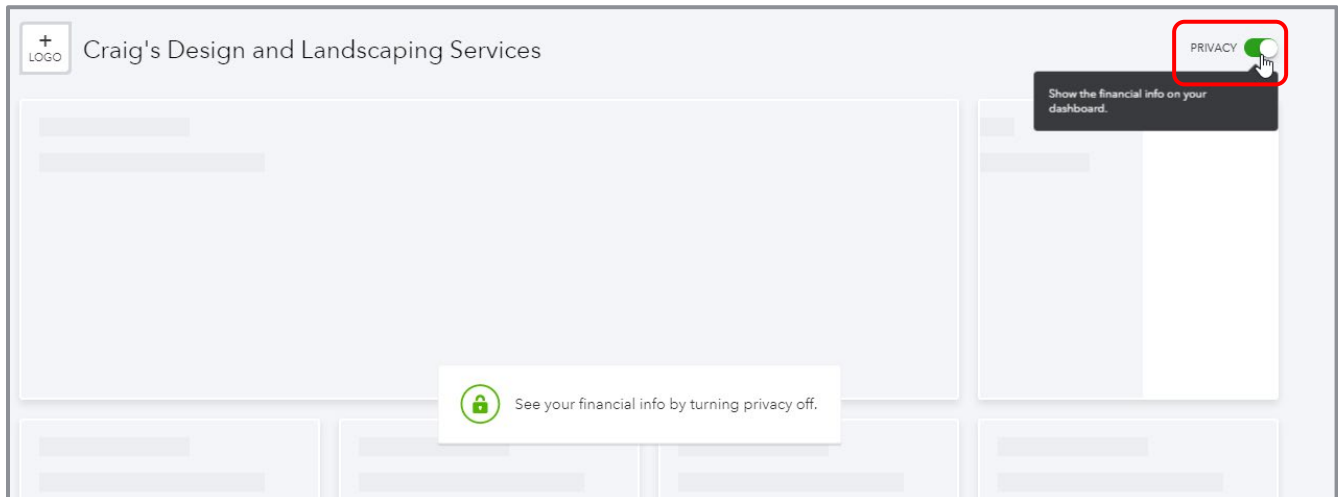 +
LOGO
Craig's Design and Landscaping Services
PRIVACY
Show the financial info on your
dashboard.
See your financial info by turning privacy off.